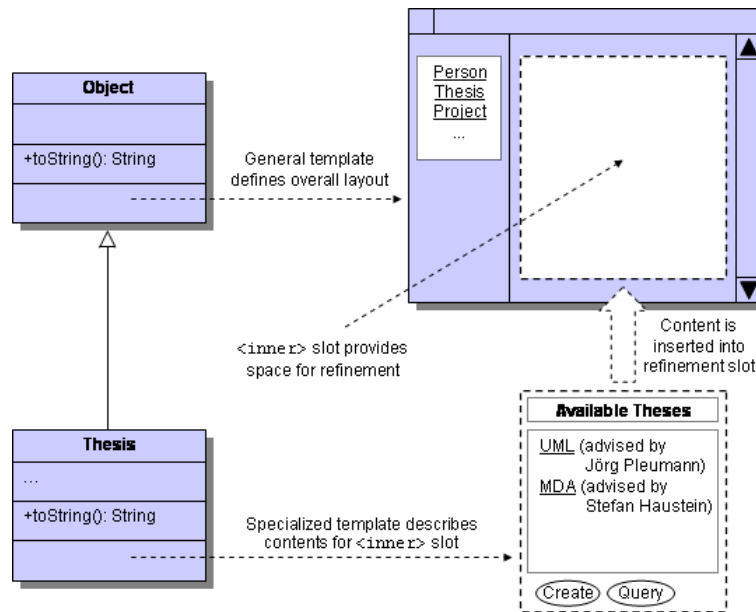 Object
+toString(): String
General template
defines overall layout
Person
Thesis
Project
...
<inner> slot provides
space for refinement
Content is
inserted into
refinement slot
Thesis
...
+toString(): String
Specialized template describes
contents for <inner> slot
Available Theses
UML (advised by
Jörg Pleumann)
MDA (advised by
Stefan Haustein)
Create Query